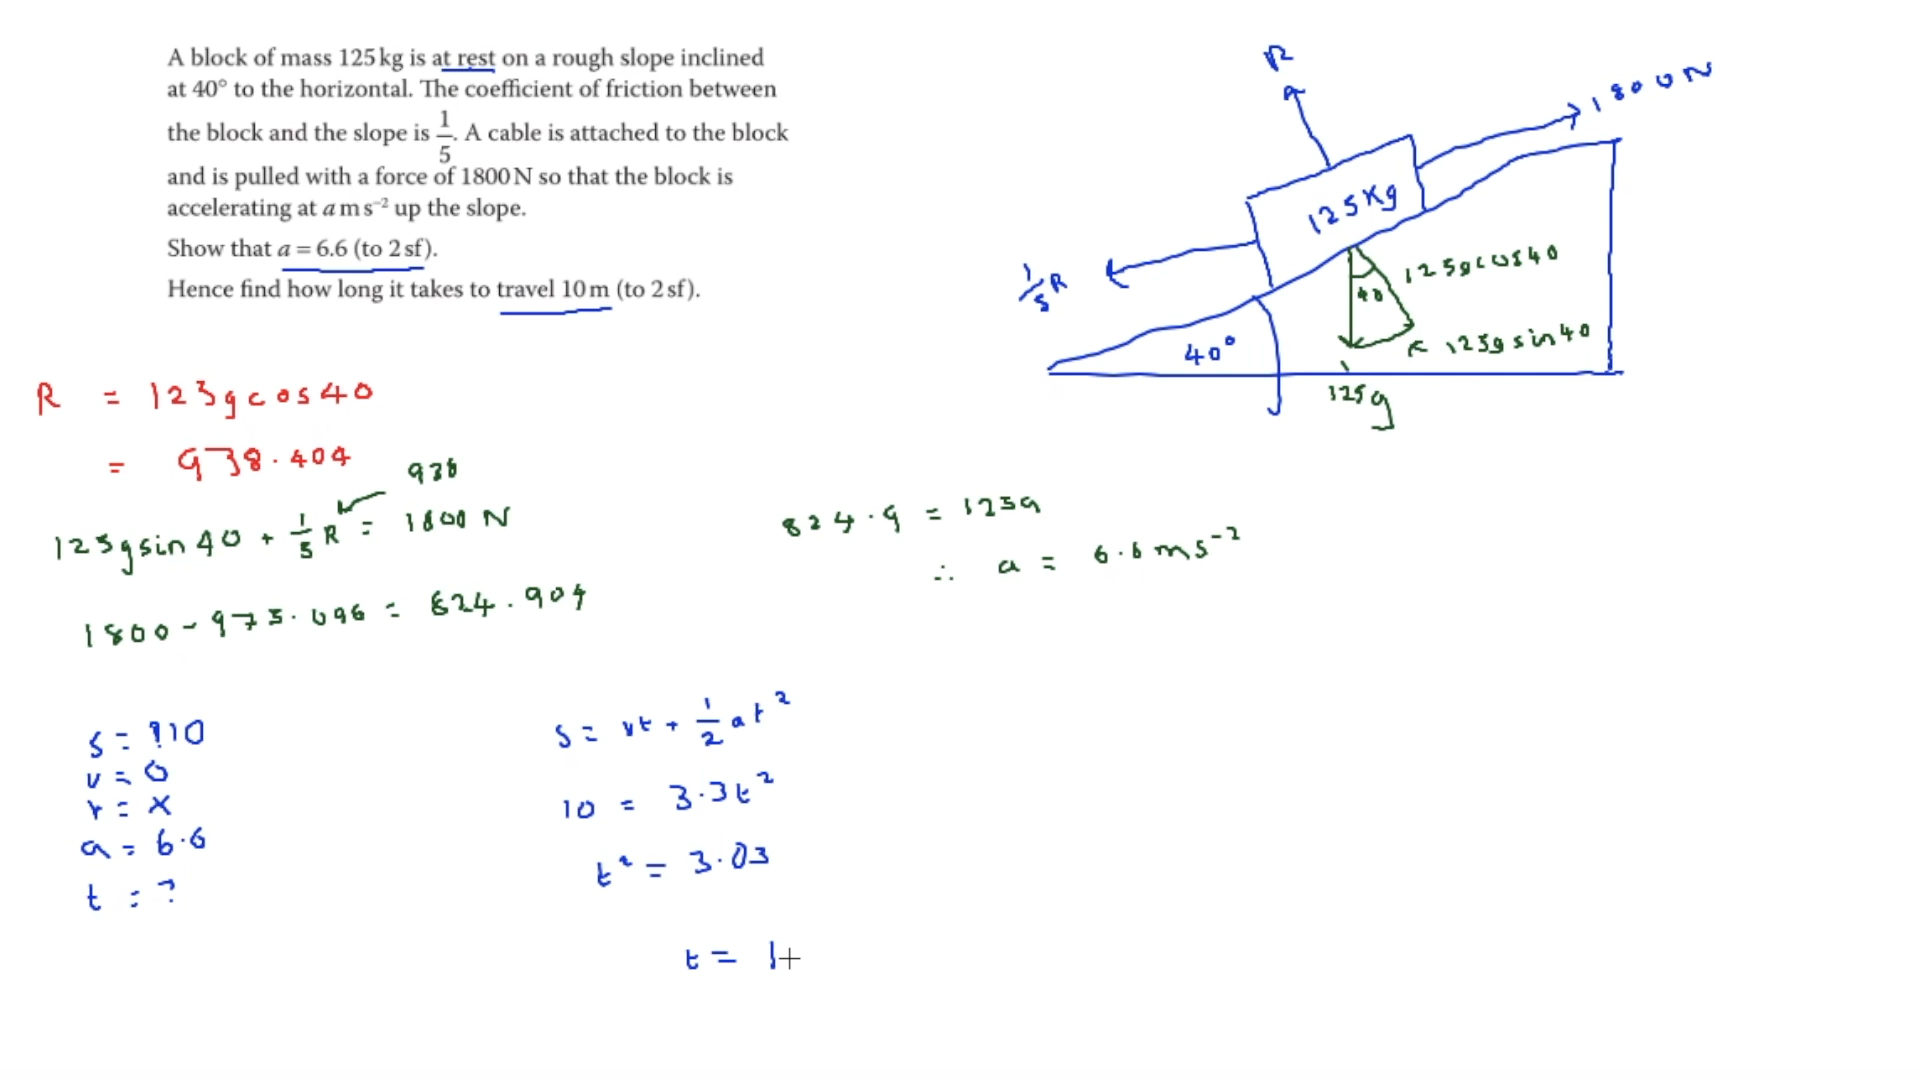 A block of mass 125 kg is at rest on a rough slope inclined
at 40° to the horizontal. The coefficient of friction between
the block and the slope is 1/5. A cable is attached to the block
and is pulled with a force of 1800 N so that the block is
accelerating at a m s⁻² up the slope.
Show that a = 6.6 (to 2 sf).
Hence find how long it takes to travel 10 m (to 2 sf).
R
1800N
125Kg
1/5 R
40°
40
125gcos40
125gsin40
125g
R = 125gcos40
= 938.404
938
125gsin40 + 1/5 R = 1800 N
1800 - 975.096 = 824.904
824.9 = 125a
∴ a = 6.6 ms⁻²
s = 10
u = 0
v = x
a = 6.6
t = ?
s = ut + 1/2 at²
10 = 3.3t²
t² = 3.03
t = 1